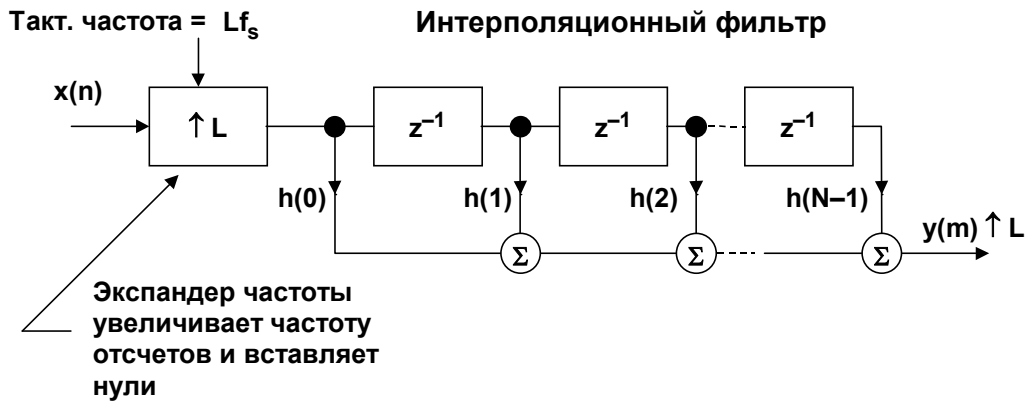 Такт. частота = Lfₛ
Интерполяционный фильтр
x(n)
↑ L
z⁻¹
z⁻¹
z⁻¹
h(0)
h(1)
h(2)
h(N–1)
Σ
Σ
Σ
y(m) ↑ L
Экспандер частоты
увеличивает частоту
отсчетов и вставляет
нули